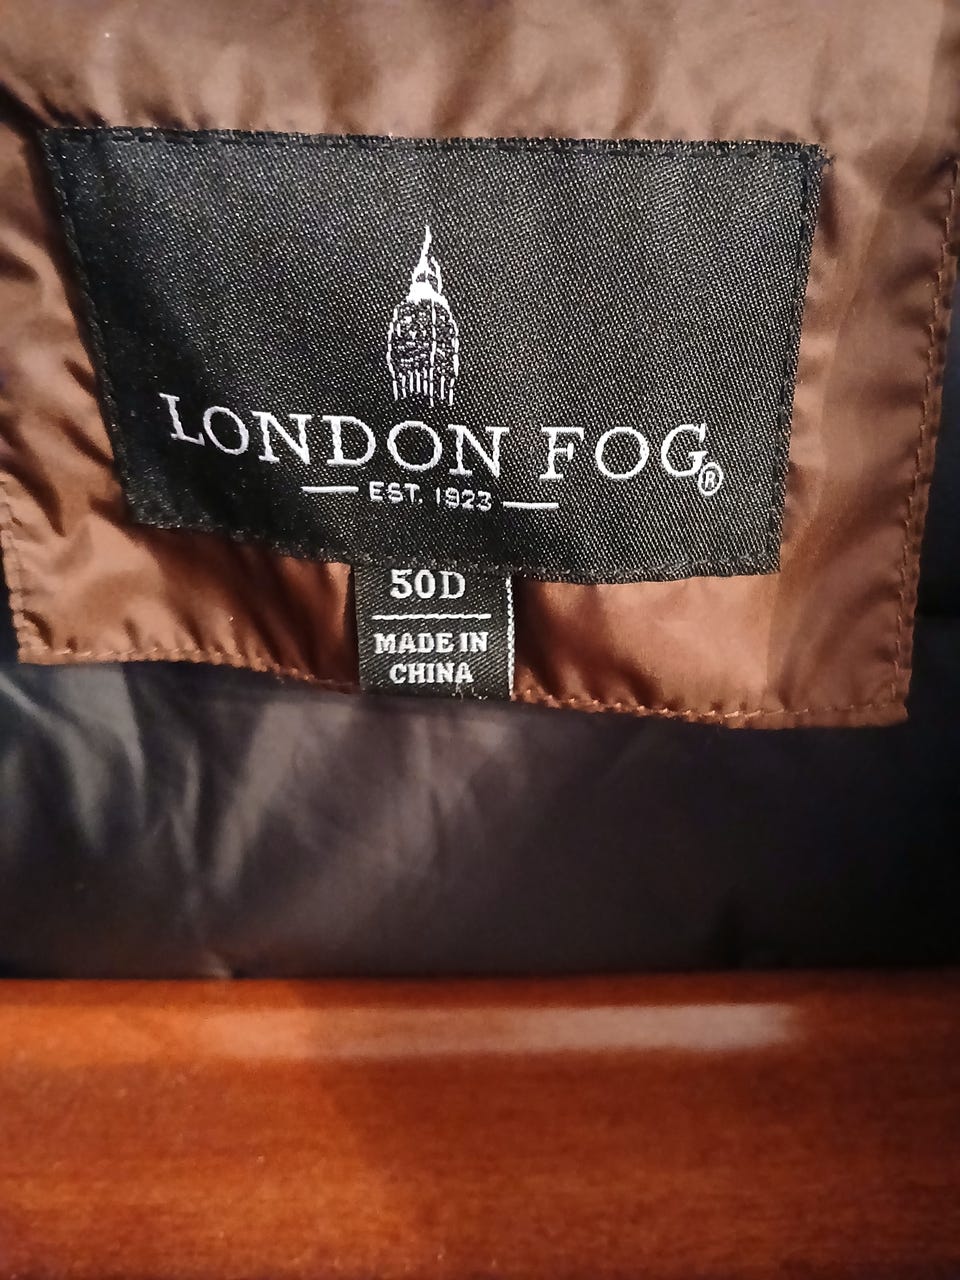 LONDON FOG®
EST. 1923
50D
MADE IN
CHINA